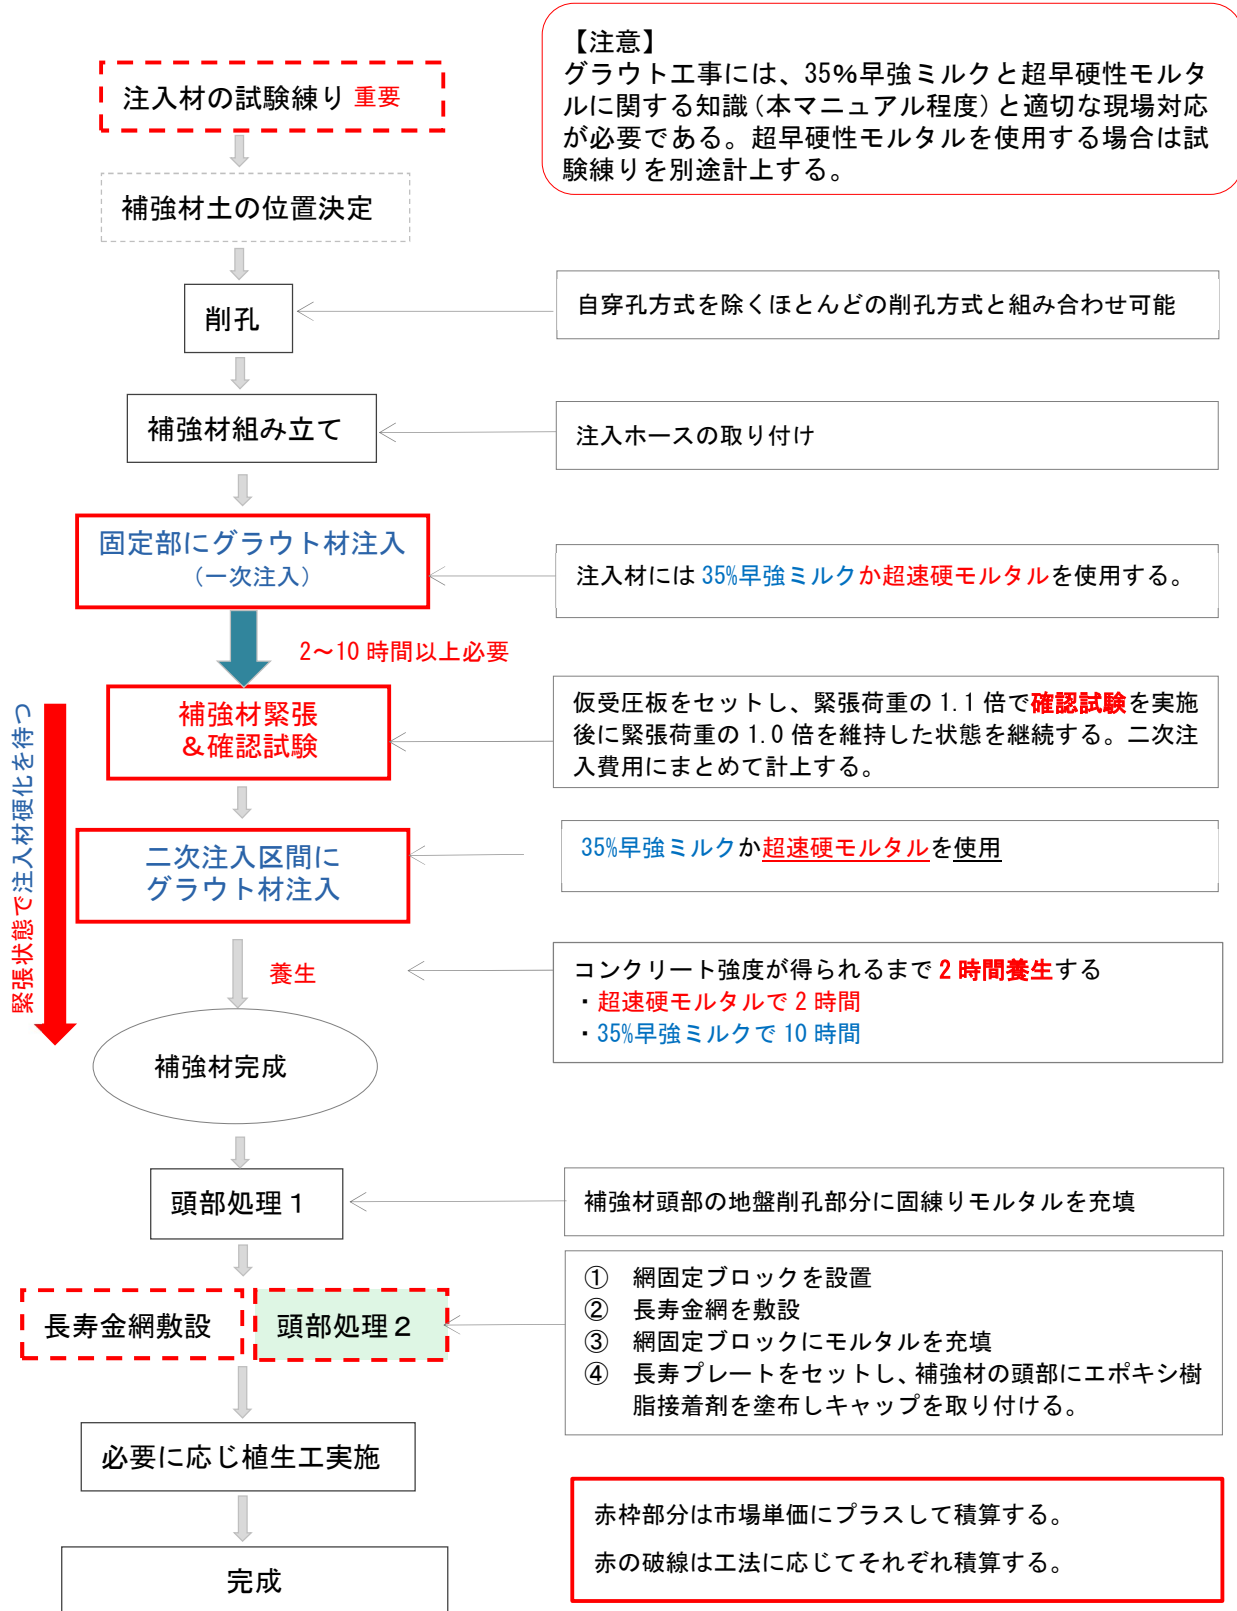 【注意】
グラウト工事には、35%早強ミルクと超早硬性モルタ
ルに関する知識(本マニュアル程度)と適切な現場対応
が必要である。超早硬性モルタルを使用する場合は試
験練りを別途計上する。
注入材の試験練り 重要
補強材土の位置決定
削孔
自穿孔方式を除くほとんどの削孔方式と組み合わせ可能
補強材組み立て
注入ホースの取り付け
固定部にグラウト材注入
（一次注入）
注入材には 35%早強ミルクか超速硬モルタルを使用する。
2～10 時間以上必要
補強材緊張
＆確認試験
仮受圧板をセットし、緊張荷重の 1.1 倍で確認試験を実施
後に緊張荷重の 1.0 倍を維持した状態を継続する。二次注
入費用にまとめて計上する。
緊張状態で注入材硬化を待つ
二次注入区間に
グラウト材注入
35%早強ミルクか超速硬モルタルを使用
養生
コンクリート強度が得られるまで 2 時間養生する
・超速硬モルタルで 2 時間
・35%早強ミルクで 10 時間
補強材完成
頭部処理１
補強材頭部の地盤削孔部分に固練りモルタルを充填
長寿金網敷設
頭部処理２
① 網固定ブロックを設置
② 長寿金網を敷設
③ 網固定ブロックにモルタルを充填
④ 長寿プレートをセットし、補強材の頭部にエポキシ樹
脂接着剤を塗布しキャップを取り付ける。
必要に応じ植生工実施
赤枠部分は市場単価にプラスして積算する。
赤の破線は工法に応じてそれぞれ積算する。
完成